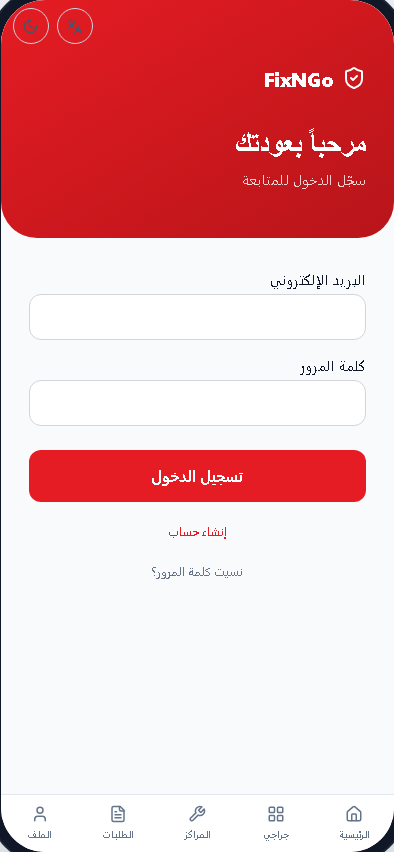 FixNGo
مرحباً بعودتك
سجّل الدخول للمتابعة
البريد الإلكتروني
كلمة المرور
تسجيل الدخول
إنشاء حساب
نسيت كلمة المرور؟
الرئيسية
جراجي
المراكز
الطلبات
الملف